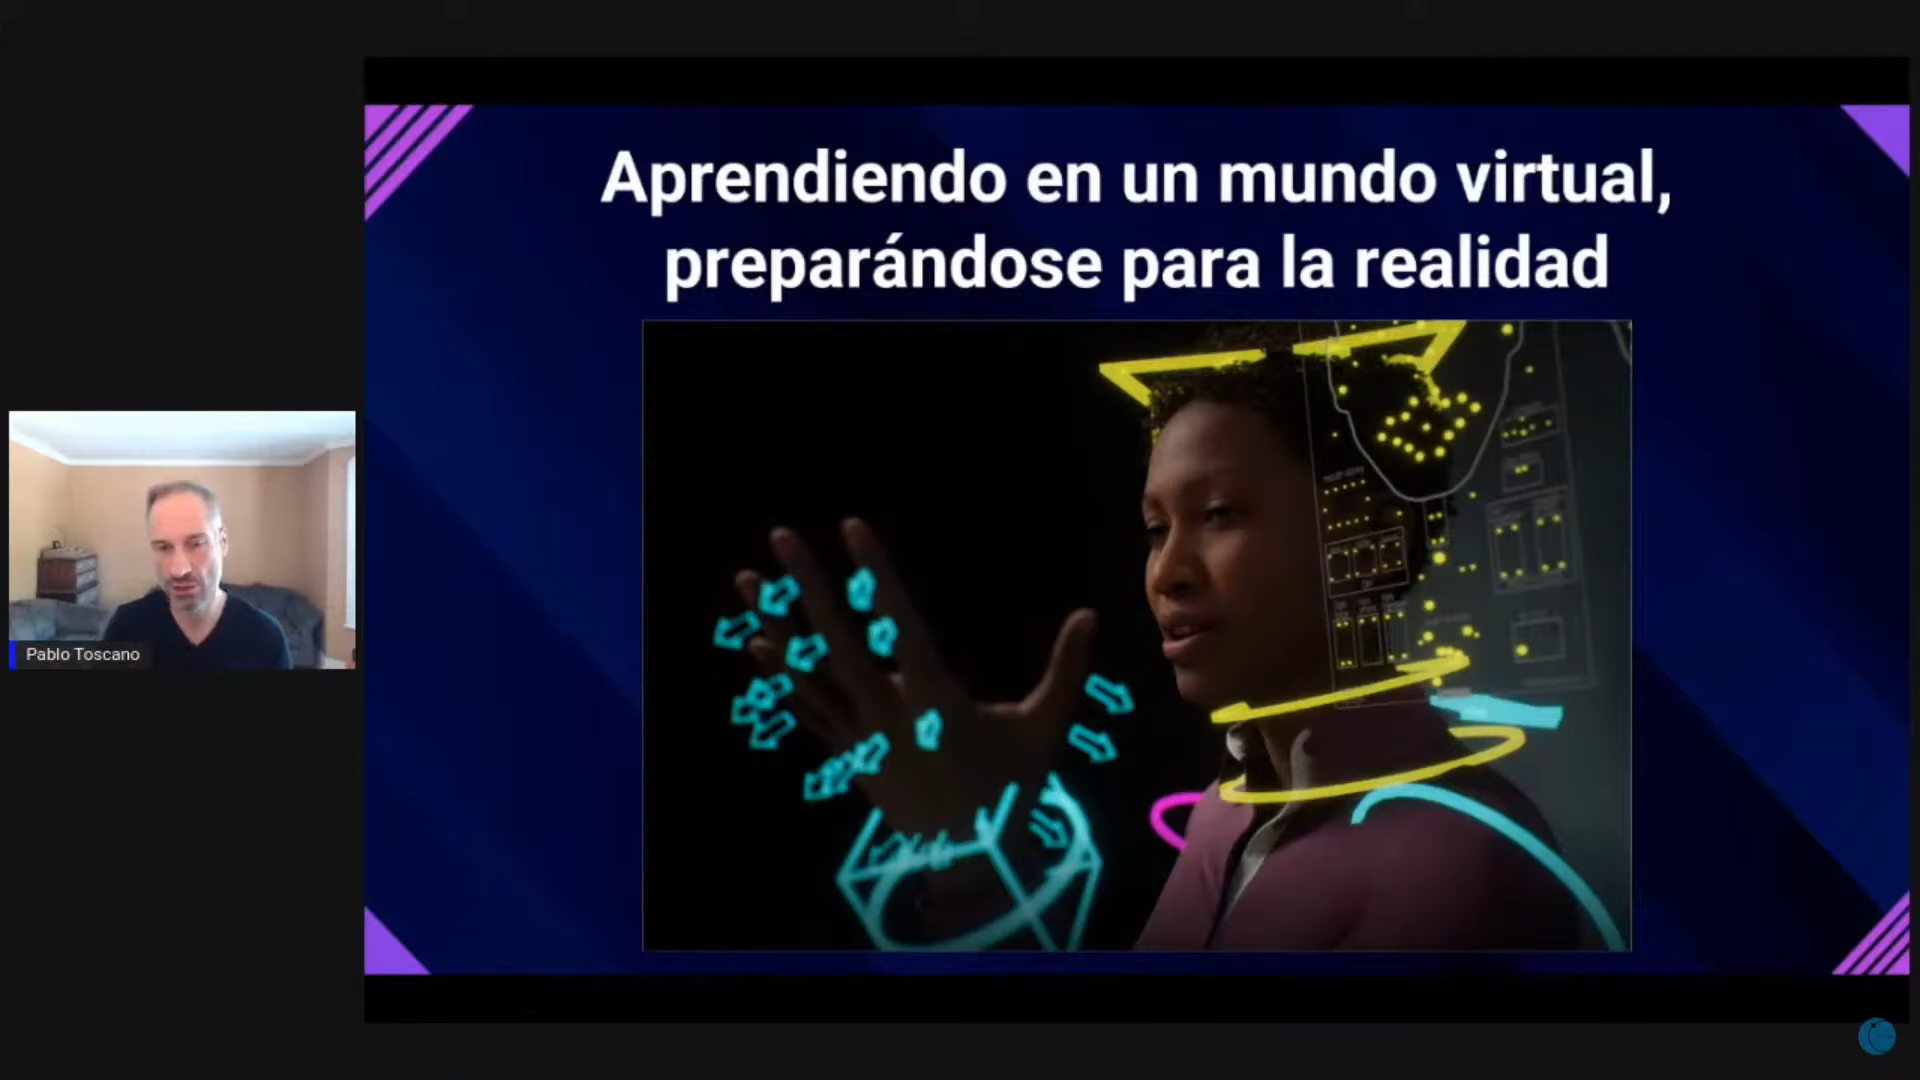 Aprendiendo en un mundo virtual,
preparándose para la realidad
Pablo Toscano